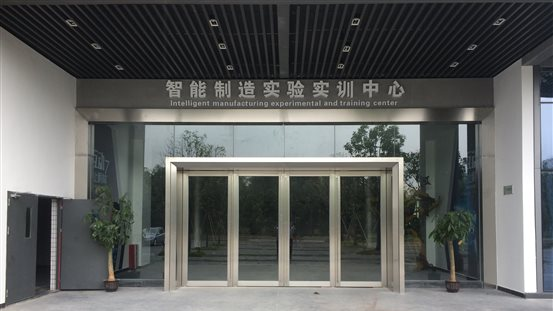 智能制造实验实训中心
Intelligent manufacturing experimental and training center